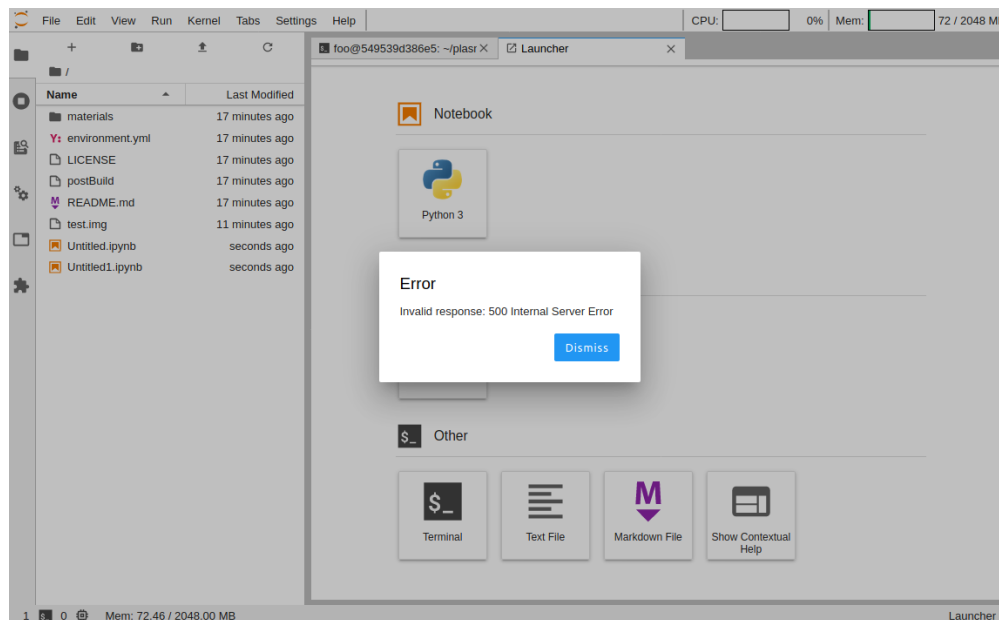 File Edit View Run Kernel Tabs Settings Help CPU: 0% Mem: 72 / 2048 M
foo@549539d386e5: ~/plasr Launcher
/
Name Last Modified
materials 17 minutes ago
environment.yml 17 minutes ago
LICENSE 17 minutes ago
postBuild 17 minutes ago
README.md 17 minutes ago
test.img 11 minutes ago
Untitled.ipynb seconds ago
Untitled1.ipynb seconds ago
Notebook
Python 3
Error
Invalid response: 500 Internal Server Error
Dismiss
$_ Other
$_
Terminal
Text File
M
Markdown File
Show Contextual
Help
1 $_ 0 Mem: 72.46 / 2048.00 MB Launcher